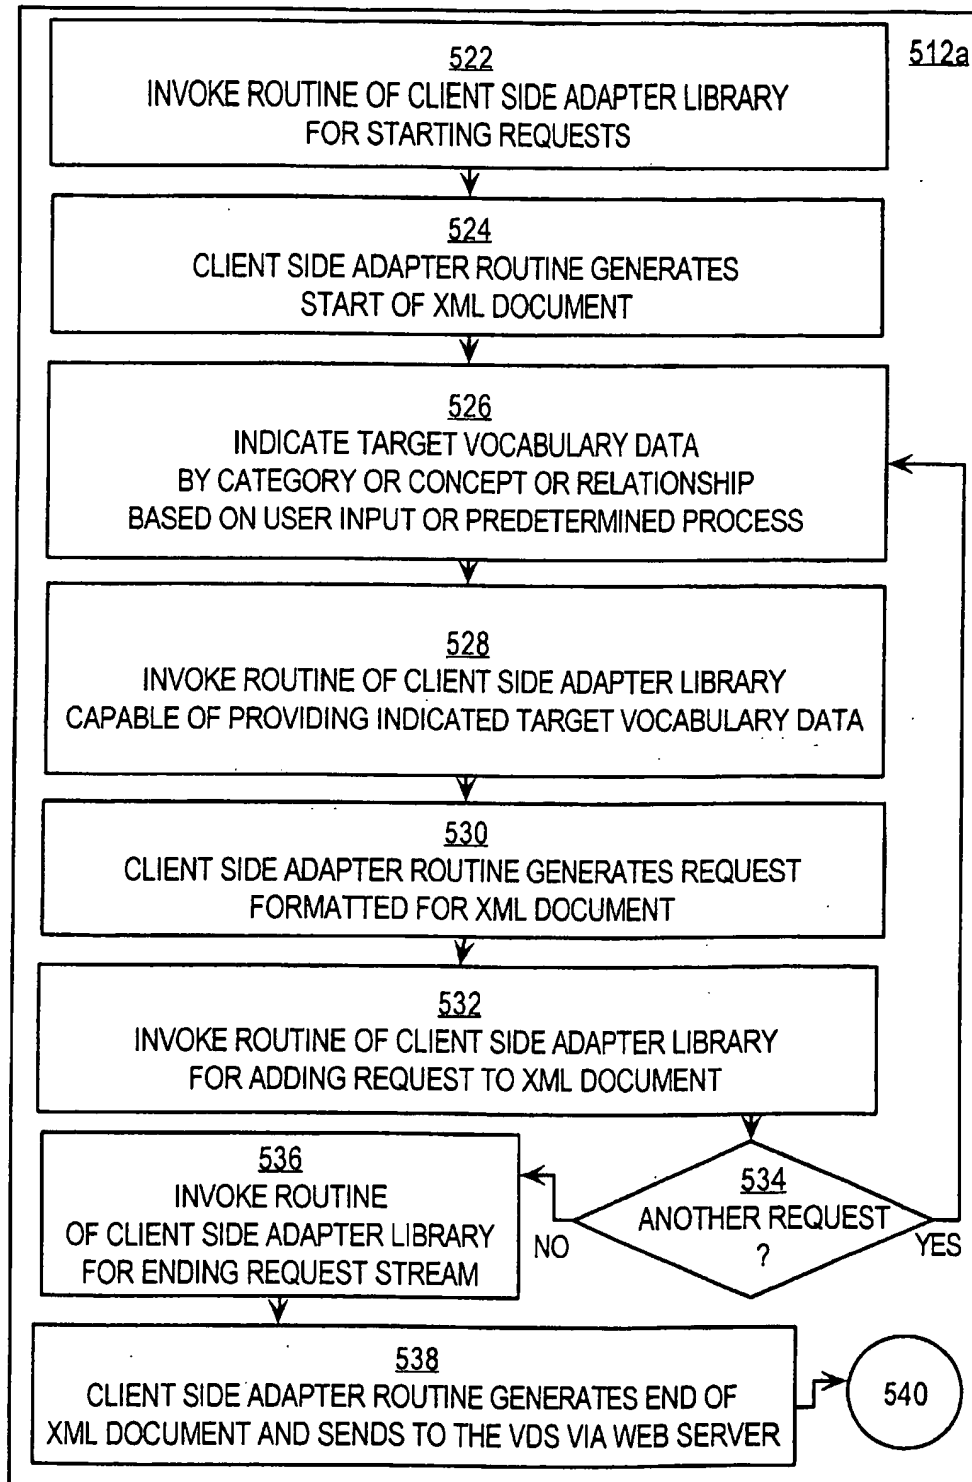 512a
522
INVOKE ROUTINE OF CLIENT SIDE ADAPTER LIBRARY
FOR STARTING REQUESTS
524
CLIENT SIDE ADAPTER ROUTINE GENERATES
START OF XML DOCUMENT
526
INDICATE TARGET VOCABULARY DATA
BY CATEGORY OR CONCEPT OR RELATIONSHIP
BASED ON USER INPUT OR PREDETERMINED PROCESS
528
INVOKE ROUTINE OF CLIENT SIDE ADAPTER LIBRARY
CAPABLE OF PROVIDING INDICATED TARGET VOCABULARY DATA
530
CLIENT SIDE ADAPTER ROUTINE GENERATES REQUEST
FORMATTED FOR XML DOCUMENT
532
INVOKE ROUTINE OF CLIENT SIDE ADAPTER LIBRARY
FOR ADDING REQUEST TO XML DOCUMENT
534
ANOTHER REQUEST
?
YES
NO
536
INVOKE ROUTINE
OF CLIENT SIDE ADAPTER LIBRARY
FOR ENDING REQUEST STREAM
538
CLIENT SIDE ADAPTER ROUTINE GENERATES END OF
XML DOCUMENT AND SENDS TO THE VDS VIA WEB SERVER
540